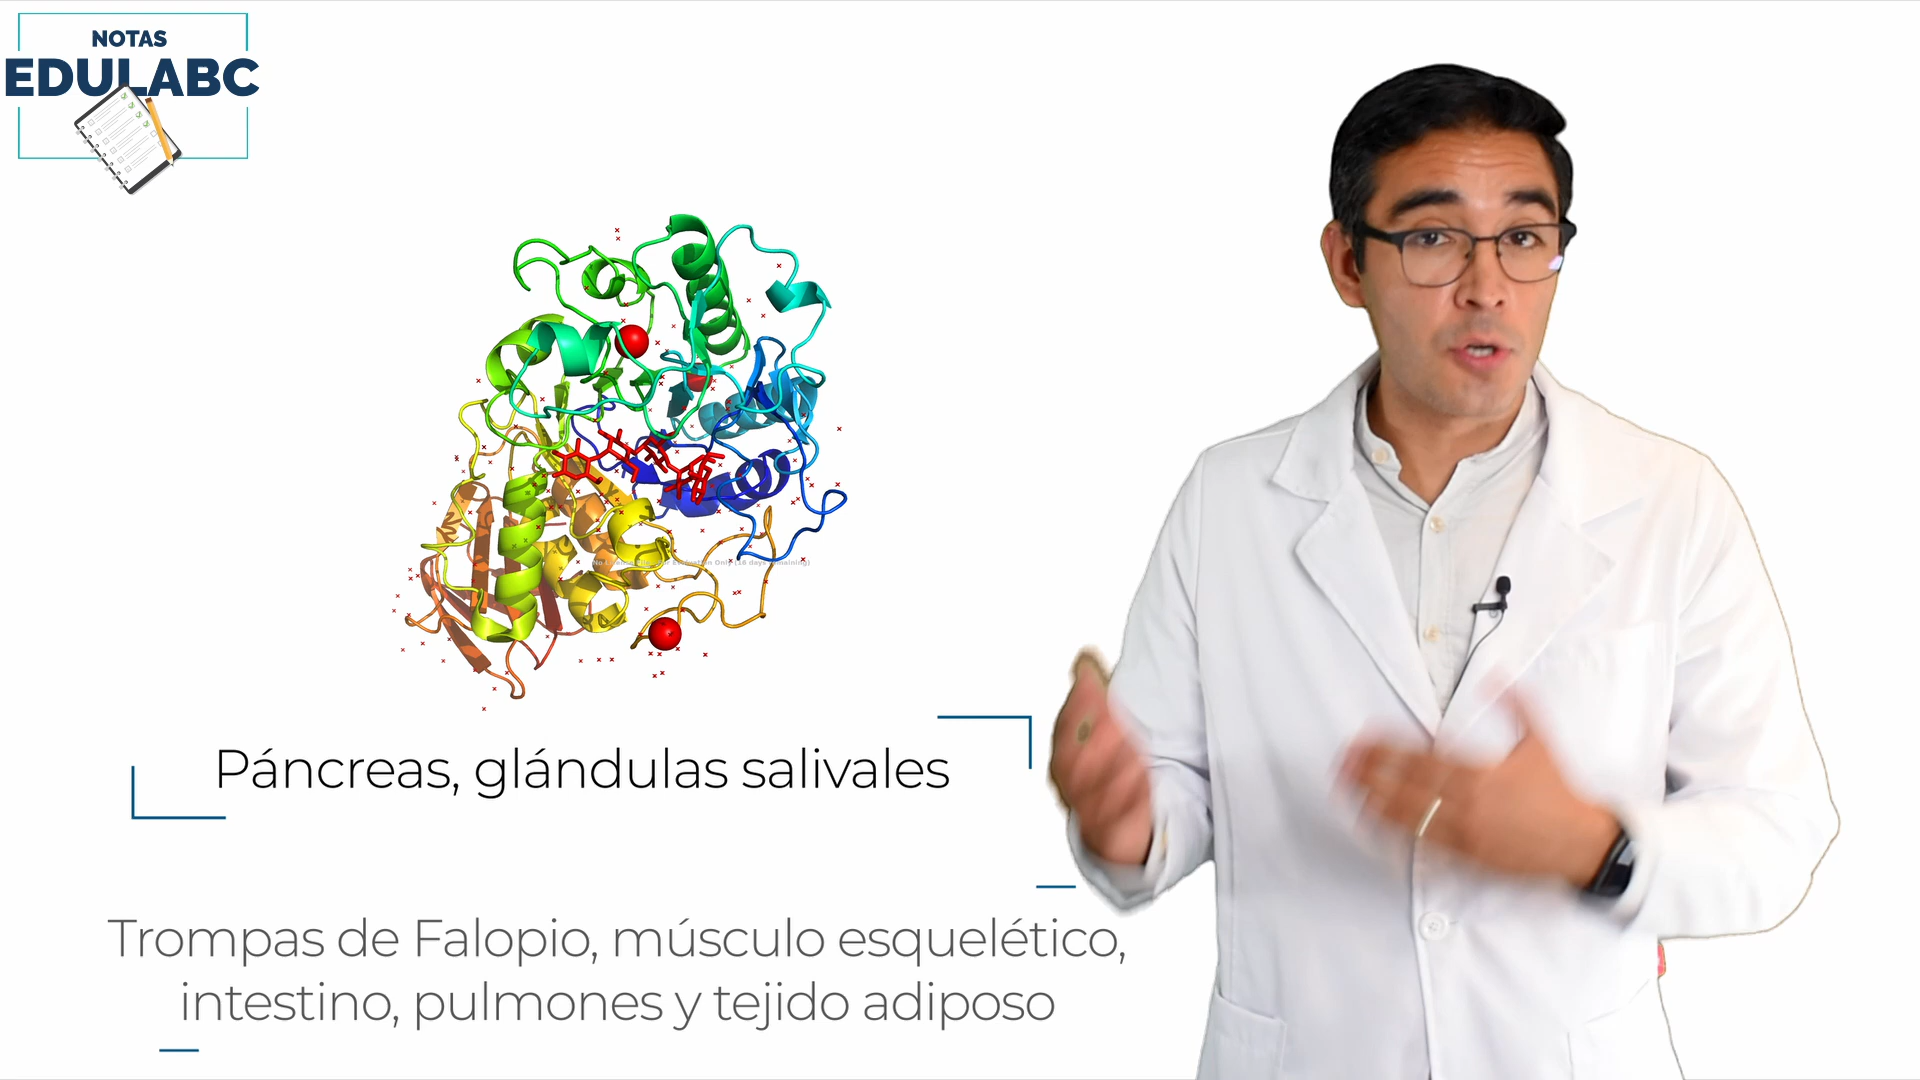 NOTAS
EDULABC
Páncreas, glándulas salivales
Trompas de Falopio, músculo esquelético,
intestino, pulmones y tejido adiposo